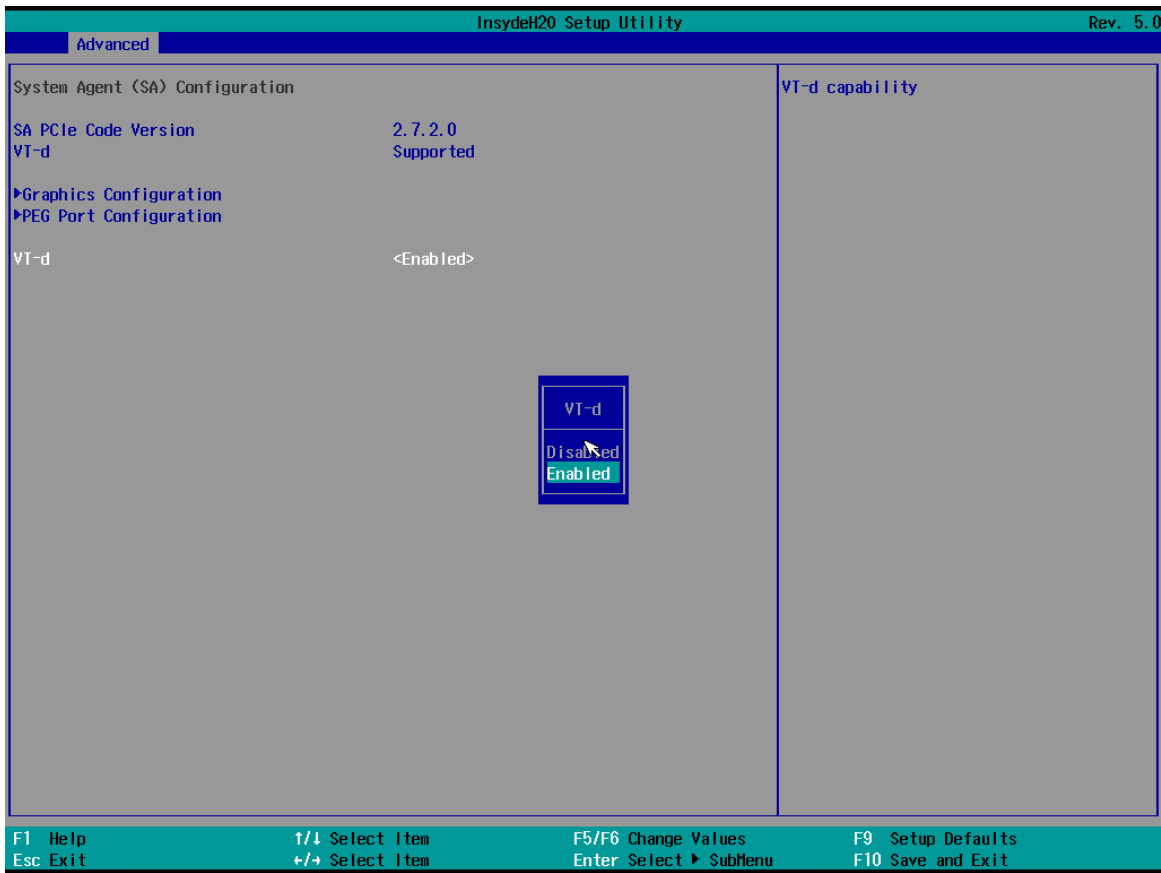 InsydeH20 Setup Utility Rev. 5.0
Advanced
System Agent (SA) Configuration
VT-d capability
SA PCIe Code Version 2.7.2.0
VT-d Supported
▶Graphics Configuration
▶PEG Port Configuration
VT-d <Enabled>
VT-d
Disabled
Enabled
F1 Help ↑/↓ Select Item F5/F6 Change Values F9 Setup Defaults
Esc Exit ←/→ Select Item Enter Select ▶ SubMenu F10 Save and Exit